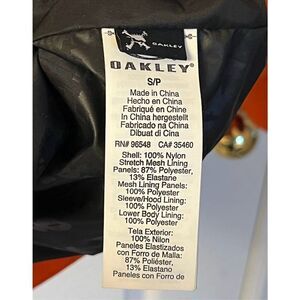 OAKLEY
OAKLEY
S/P
Made in China
Hecho en China
Fabriqué en Chine
In China hergestellt
Fabricado na China
Dibuat di Cina
RN# 96548 CA# 35460
Shell: 100% Nylon
Stretch Mesh Lining
Panels: 87% Polyester,
13% Elastane
Mesh Lining Panels:
100% Polyester
Sleeve/Hood Lining:
100% Polyester
Lower Body Lining:
100% Polyester
Tela Exterior:
100% Nilon
Paneles Elastizados
con Forro de Malla:
87% Poliéster,
13% Elastano
Paneles con Forro de